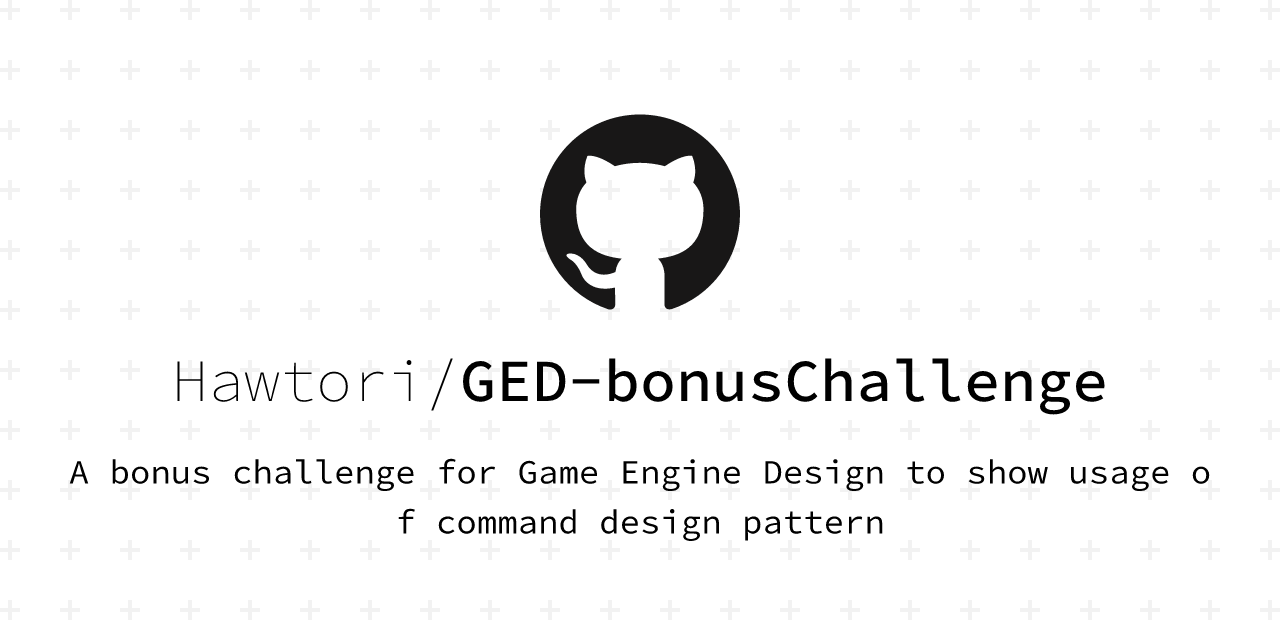 Hawtori/GED-bonusChallenge
A bonus challenge for Game Engine Design to show usage o
f command design pattern